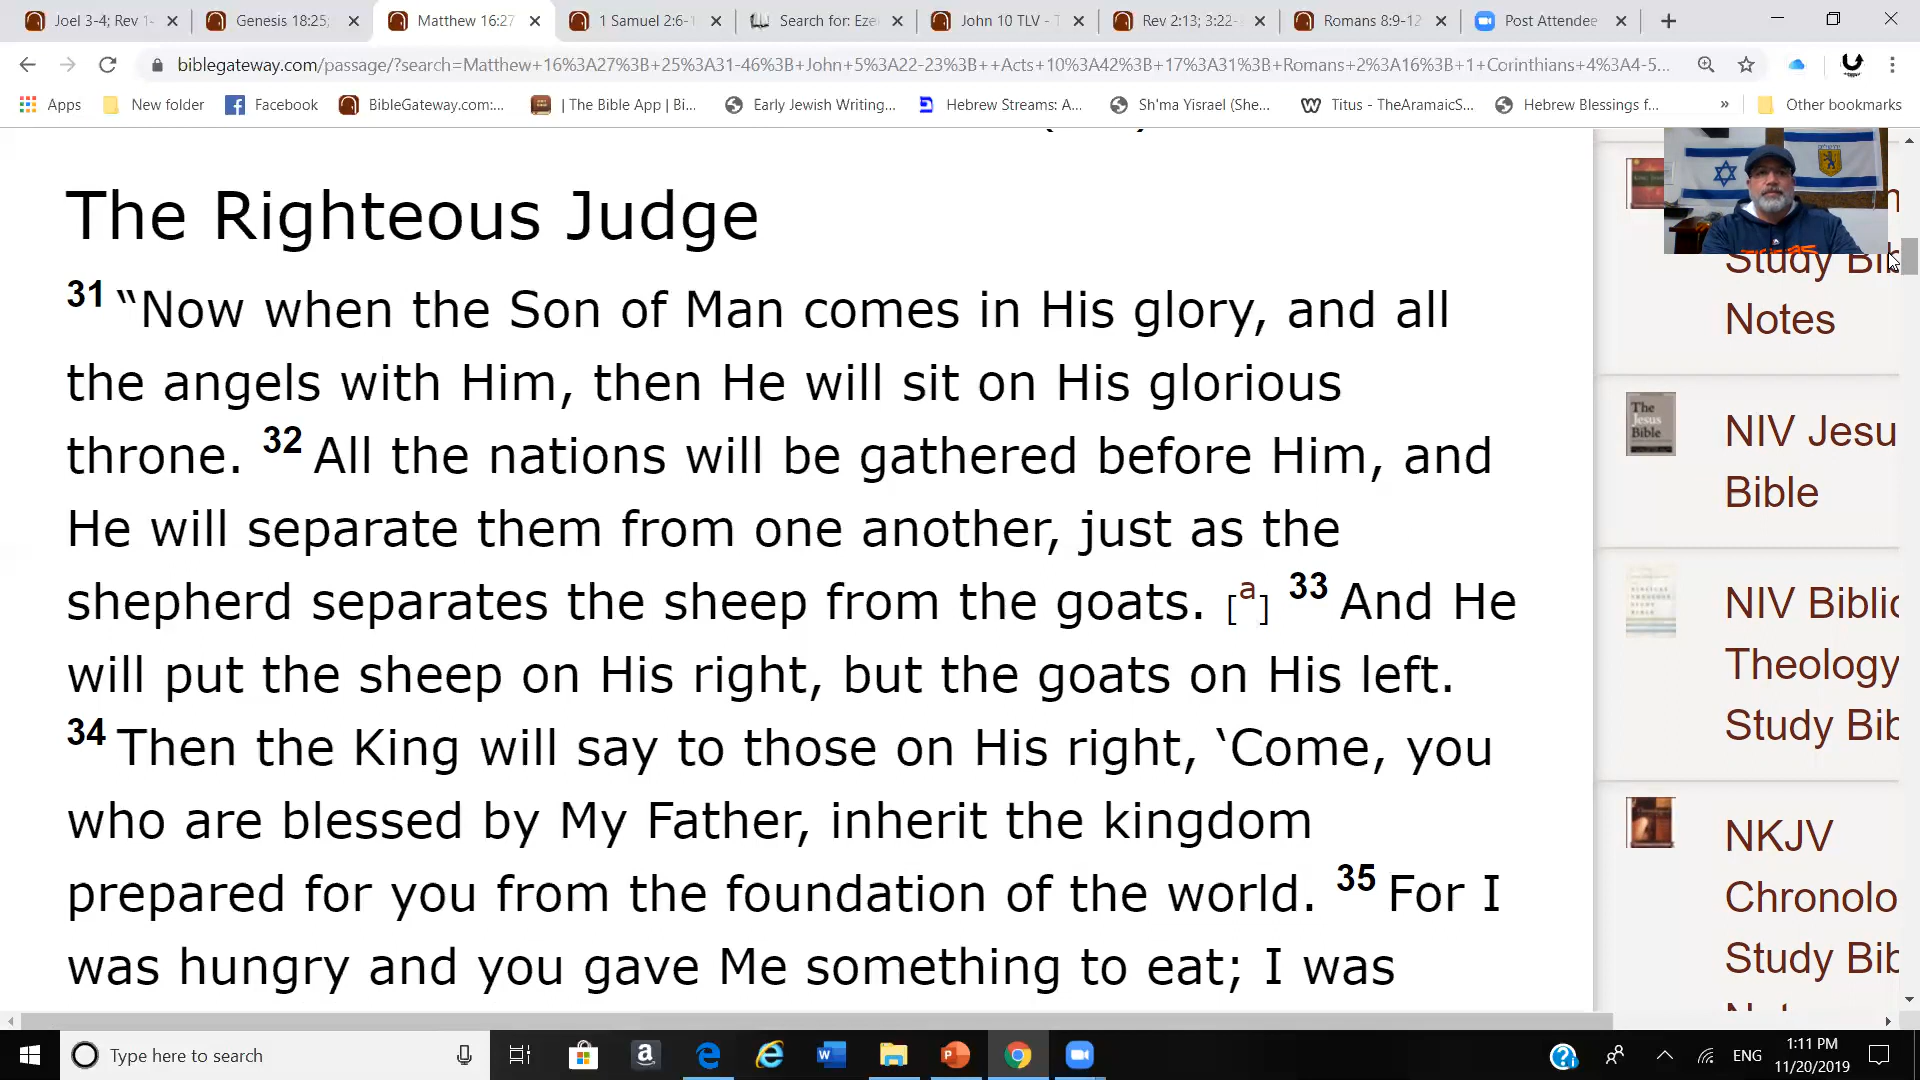 Joel 3-4; Rev 1-
Genesis 18:25;
Matthew 16:27
1 Samuel 2:6-1
Search for: Eze
John 10 TLV - T
Rev 2:13; 3:22-
Romans 8:9-12
Post Attendee
biblegateway.com/passage/?search=Matthew+16%3A27%3B+25%3A31-46%3B+John+5%3A22-23%3B++Acts+10%3A42%3B+17%3A31%3B+Romans+2%3A16%3B+1+Corinthians+4%3A4-5...
Apps
New folder
Facebook
BibleGateway.com:...
| The Bible App | Bi...
Early Jewish Writing...
Hebrew Streams: A...
Sh'ma Yisrael (She...
Titus - TheAramaicS...
Hebrew Blessings f...
»
Other bookmarks
The Righteous Judge
31 “Now when the Son of Man comes in His glory, and all
the angels with Him, then He will sit on His glorious
throne. 32 All the nations will be gathered before Him, and
He will separate them from one another, just as the
shepherd separates the sheep from the goats. [a] 33 And He
will put the sheep on His right, but the goats on His left.
34 Then the King will say to those on His right, ‘Come, you
who are blessed by My Father, inherit the kingdom
prepared for you from the foundation of the world. 35 For I
was hungry and you gave Me something to eat; I was
Study Bib
Notes
The
Jesus
Bible
NIV Jesu
Bible
NIV Biblic
Theology
Study Bib
NKJV
Chronolo
Study Bib
Type here to search
ENG
1:11 PM
11/20/2019